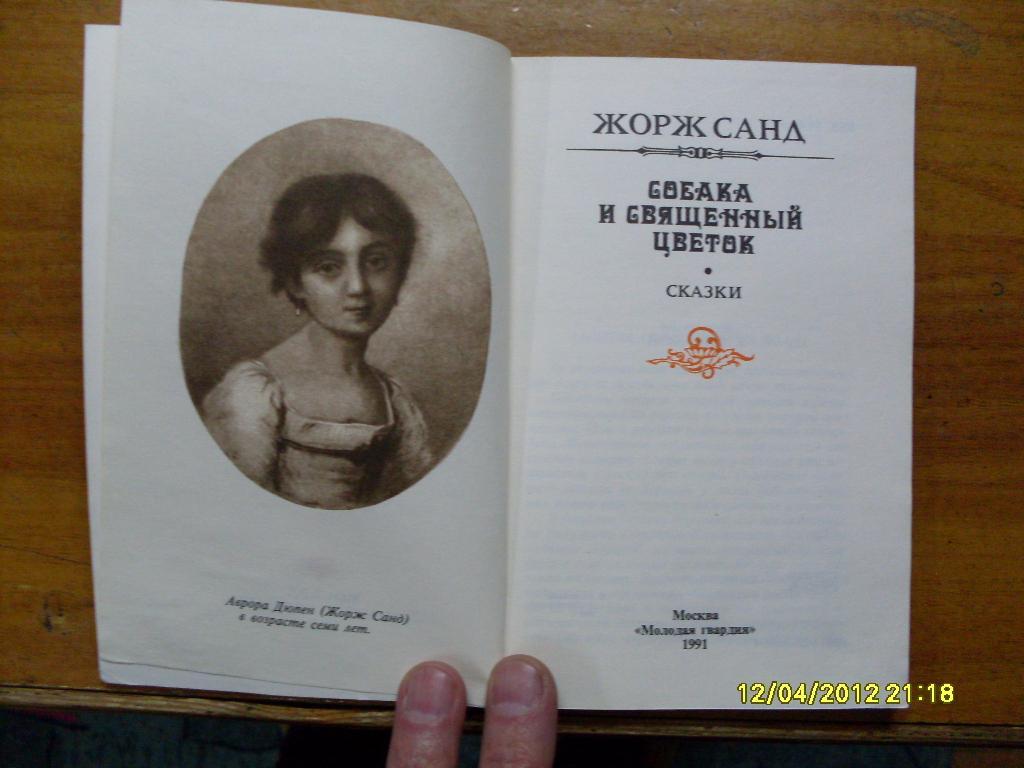 Аврора Дюпен (Жорж Санд)
в возрасте семи лет.
ЖОРЖ САНД
СОБАКА
И СВЯЩЕННЫЙ
ЦВЕТОК
•
СКАЗКИ
Москва
«Молодая гвардия»
1991
12/04/2012 21:18